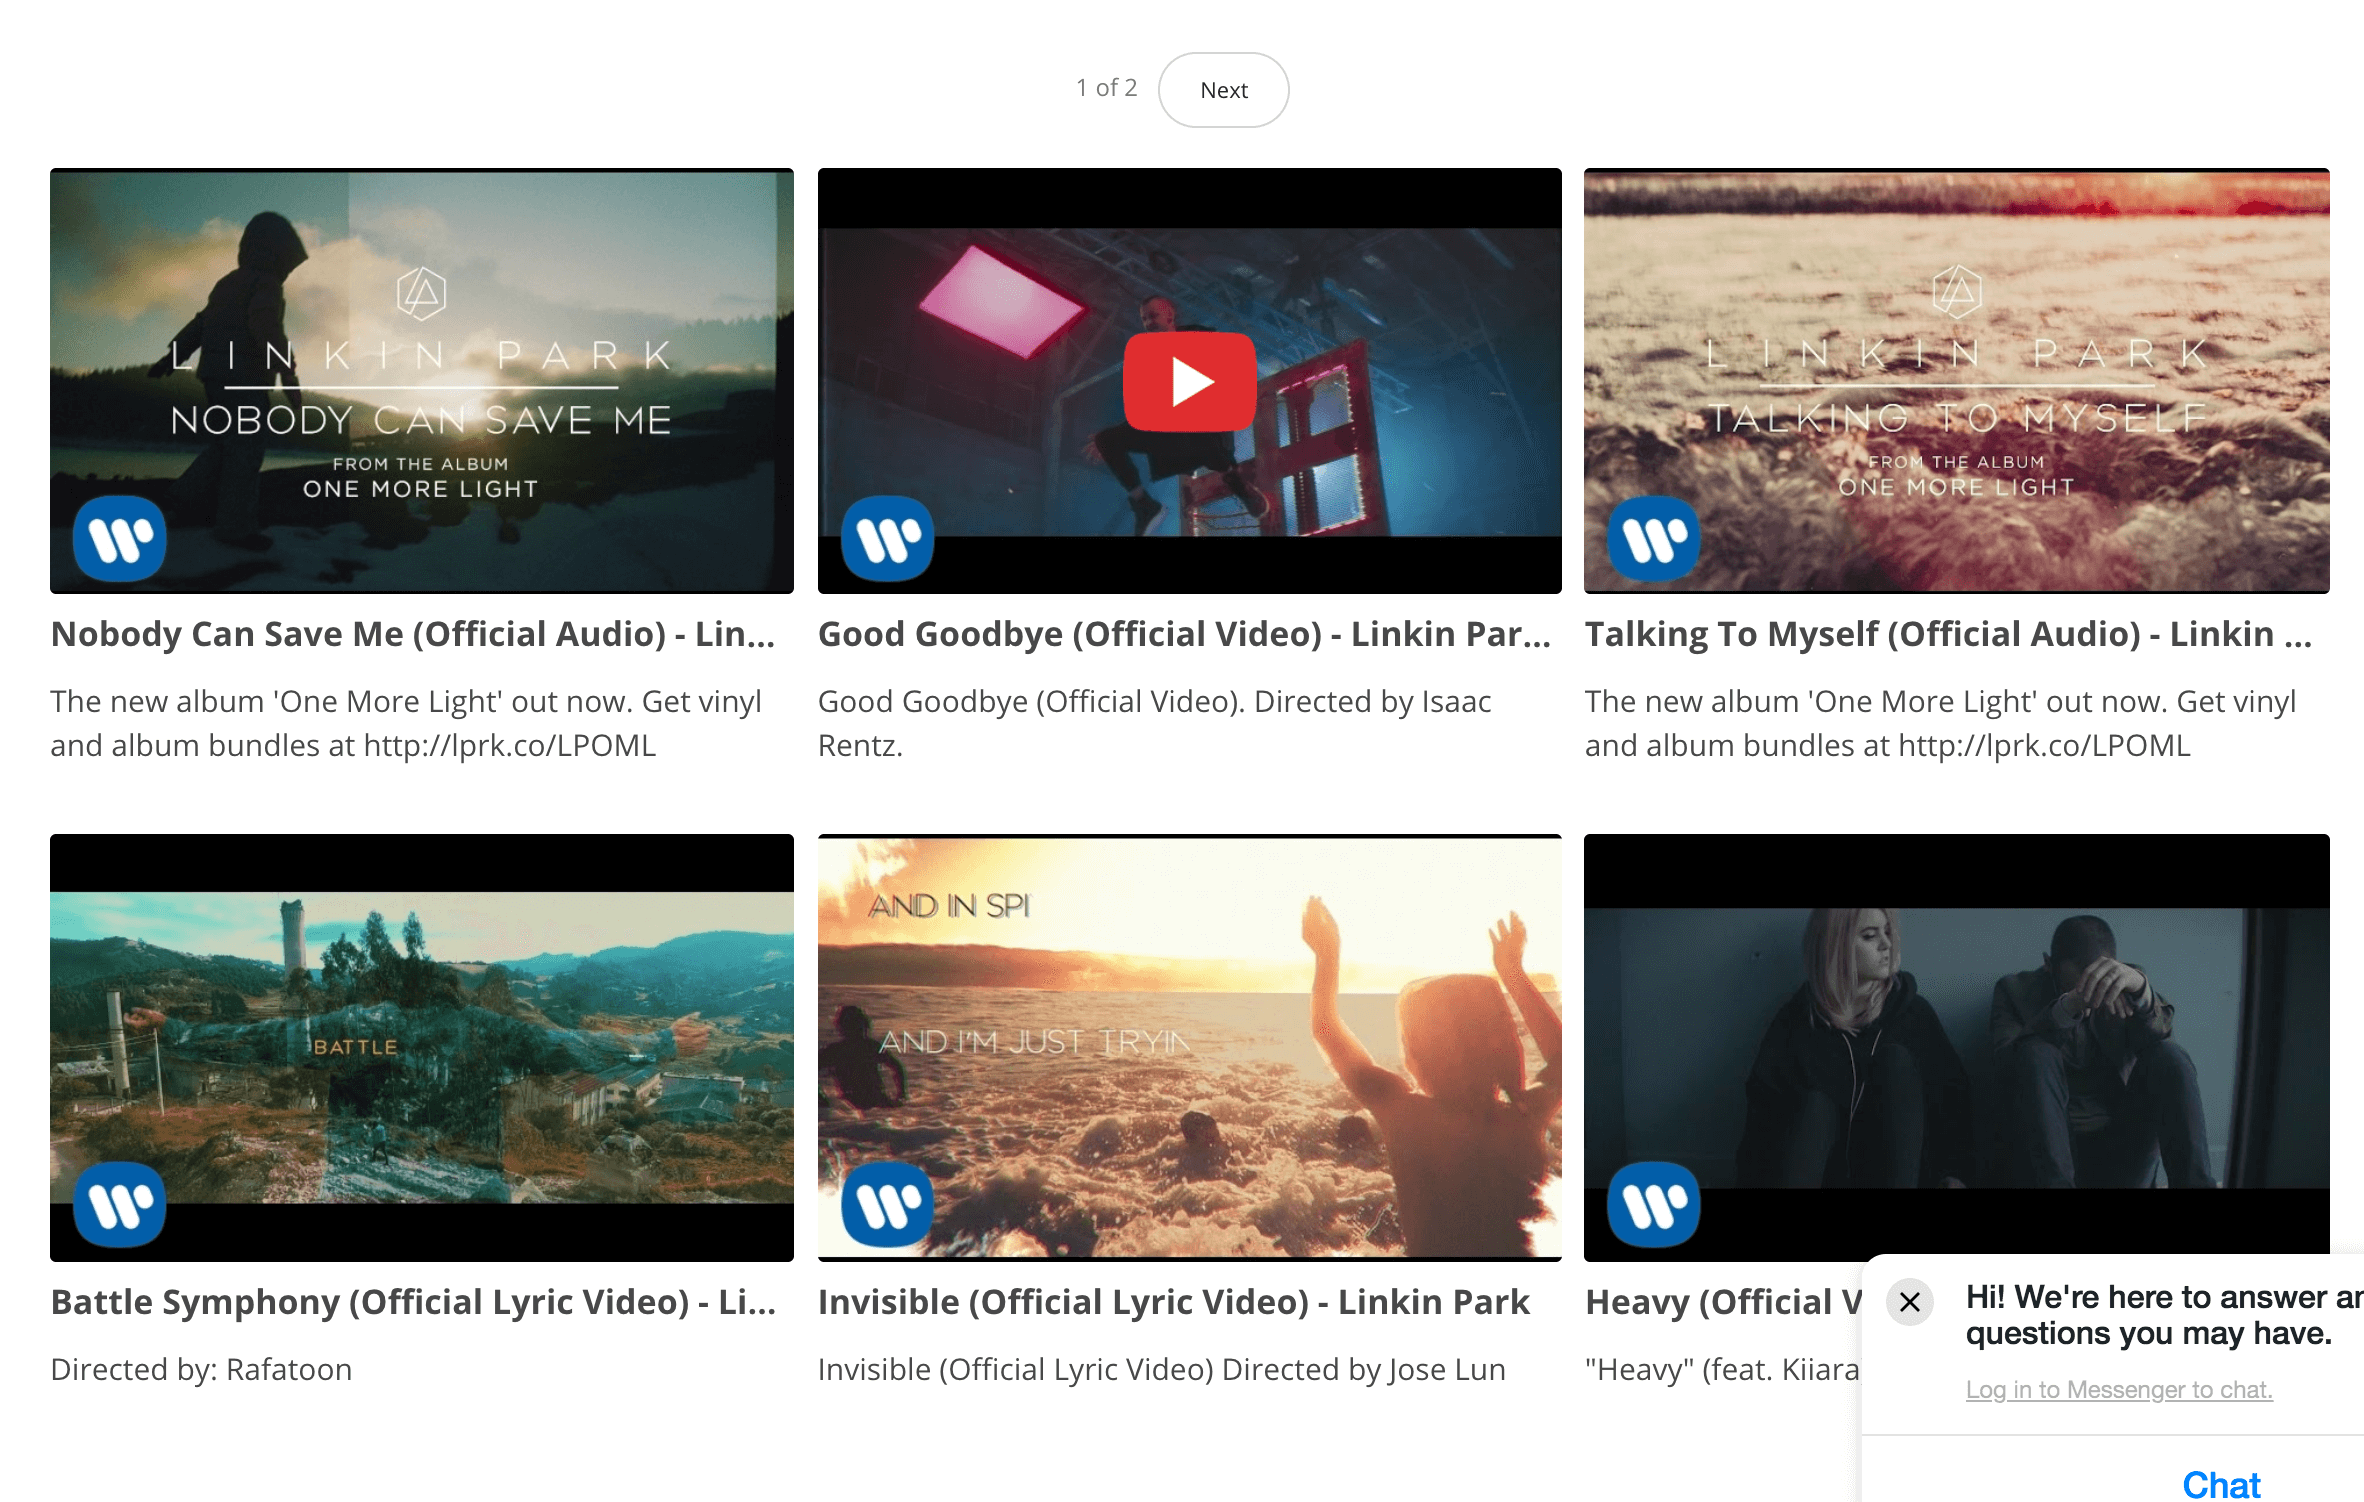 1 of 2
Next
LINKIN PARK
NOBODY CAN SAVE ME
FROM THE ALBUM
ONE MORE LIGHT
LINKIN PARK
TALKING TO MYSELF
FROM THE ALBUM
ONE MORE LIGHT
Nobody Can Save Me (Official Audio) - Lin...
Good Goodbye (Official Video) - Linkin Par...
Talking To Myself (Official Audio) - Linkin ...
The new album 'One More Light' out now. Get vinyl
and album bundles at http://lprk.co/LPOML
Good Goodbye (Official Video). Directed by Isaac
Rentz.
The new album 'One More Light' out now. Get vinyl
and album bundles at http://lprk.co/LPOML
BATTLE
AND IN SPI
AND I'M JUST TRYIN
Battle Symphony (Official Lyric Video) - Li...
Invisible (Official Lyric Video) - Linkin Park
Heavy (Official V
Directed by: Rafatoon
Invisible (Official Lyric Video) Directed by Jose Lun
"Heavy" (feat. Kiiara
Hi! We're here to answer an
questions you may have.
Log in to Messenger to chat.
Chat